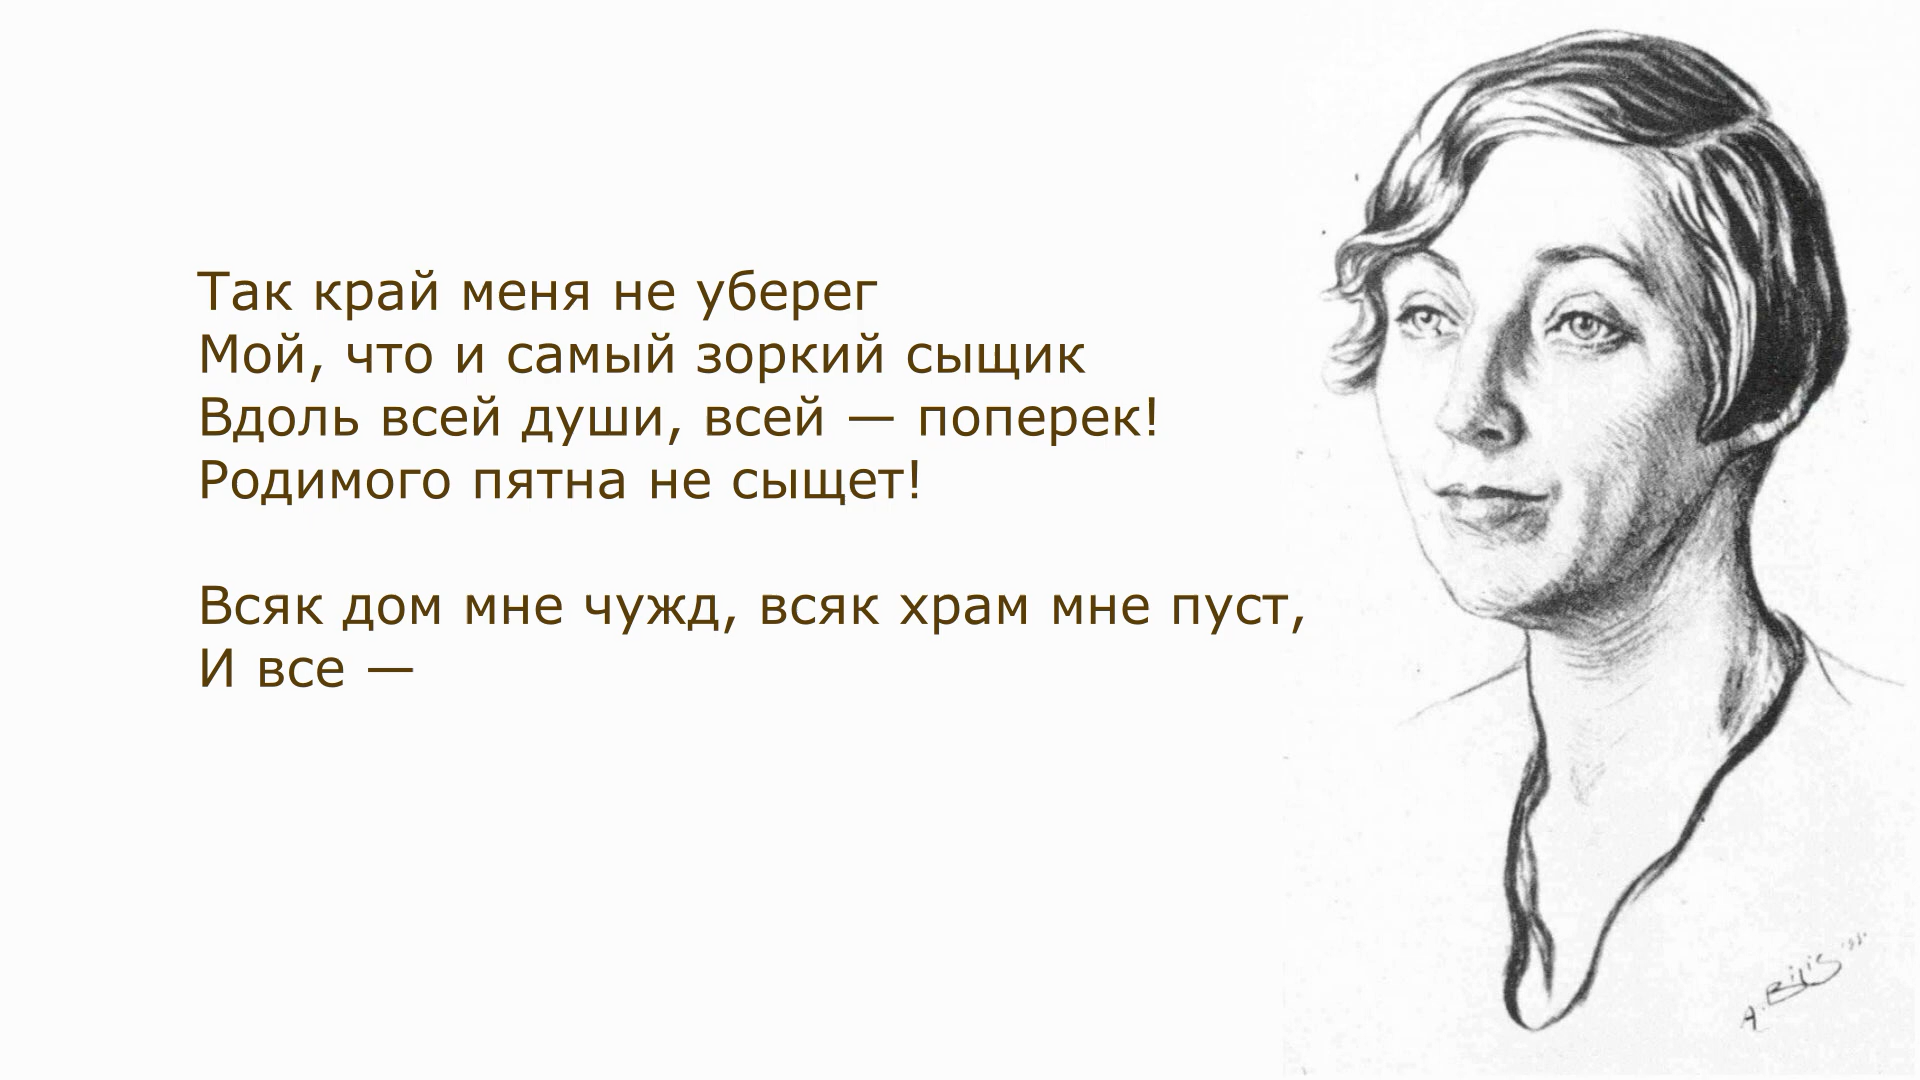 Так край меня не уберег
Мой, что и самый зоркий сыщик
Вдоль всей души, всей — поперек!
Родимого пятна не сыщет!
Всяк дом мне чужд, всяк храм мне пуст,
И все —
A. Bilis